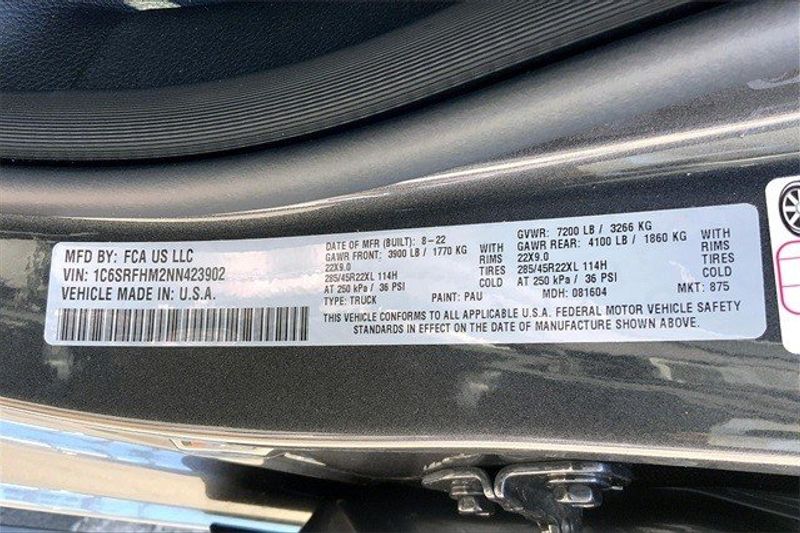 MFD BY: FCA US LLC
VIN: 1C6SRFHM2NN423902
VEHICLE MADE IN: U.S.A.
DATE OF MFR (BUILT): 8-22
GAWR FRONT: 3900 LB / 1770 KG
22X9.0 RIMS
285/45R22XL 114H TIRES
AT 250 kPa / 36 PSI COLD
TYPE: TRUCK PAINT: PAU
GVWR: 7200 LB / 3266 KG
GAWR REAR: 4100 LB / 1860 KG
22X9.0 RIMS
285/45R22XL 114H TIRES
AT 250 kPa / 36 PSI COLD
MDH: 081604 MKT: 875
THIS VEHICLE CONFORMS TO ALL APPLICABLE U.S.A. FEDERAL MOTOR VEHICLE SAFETY
STANDARDS IN EFFECT ON THE DATE OF MANUFACTURE SHOWN ABOVE.